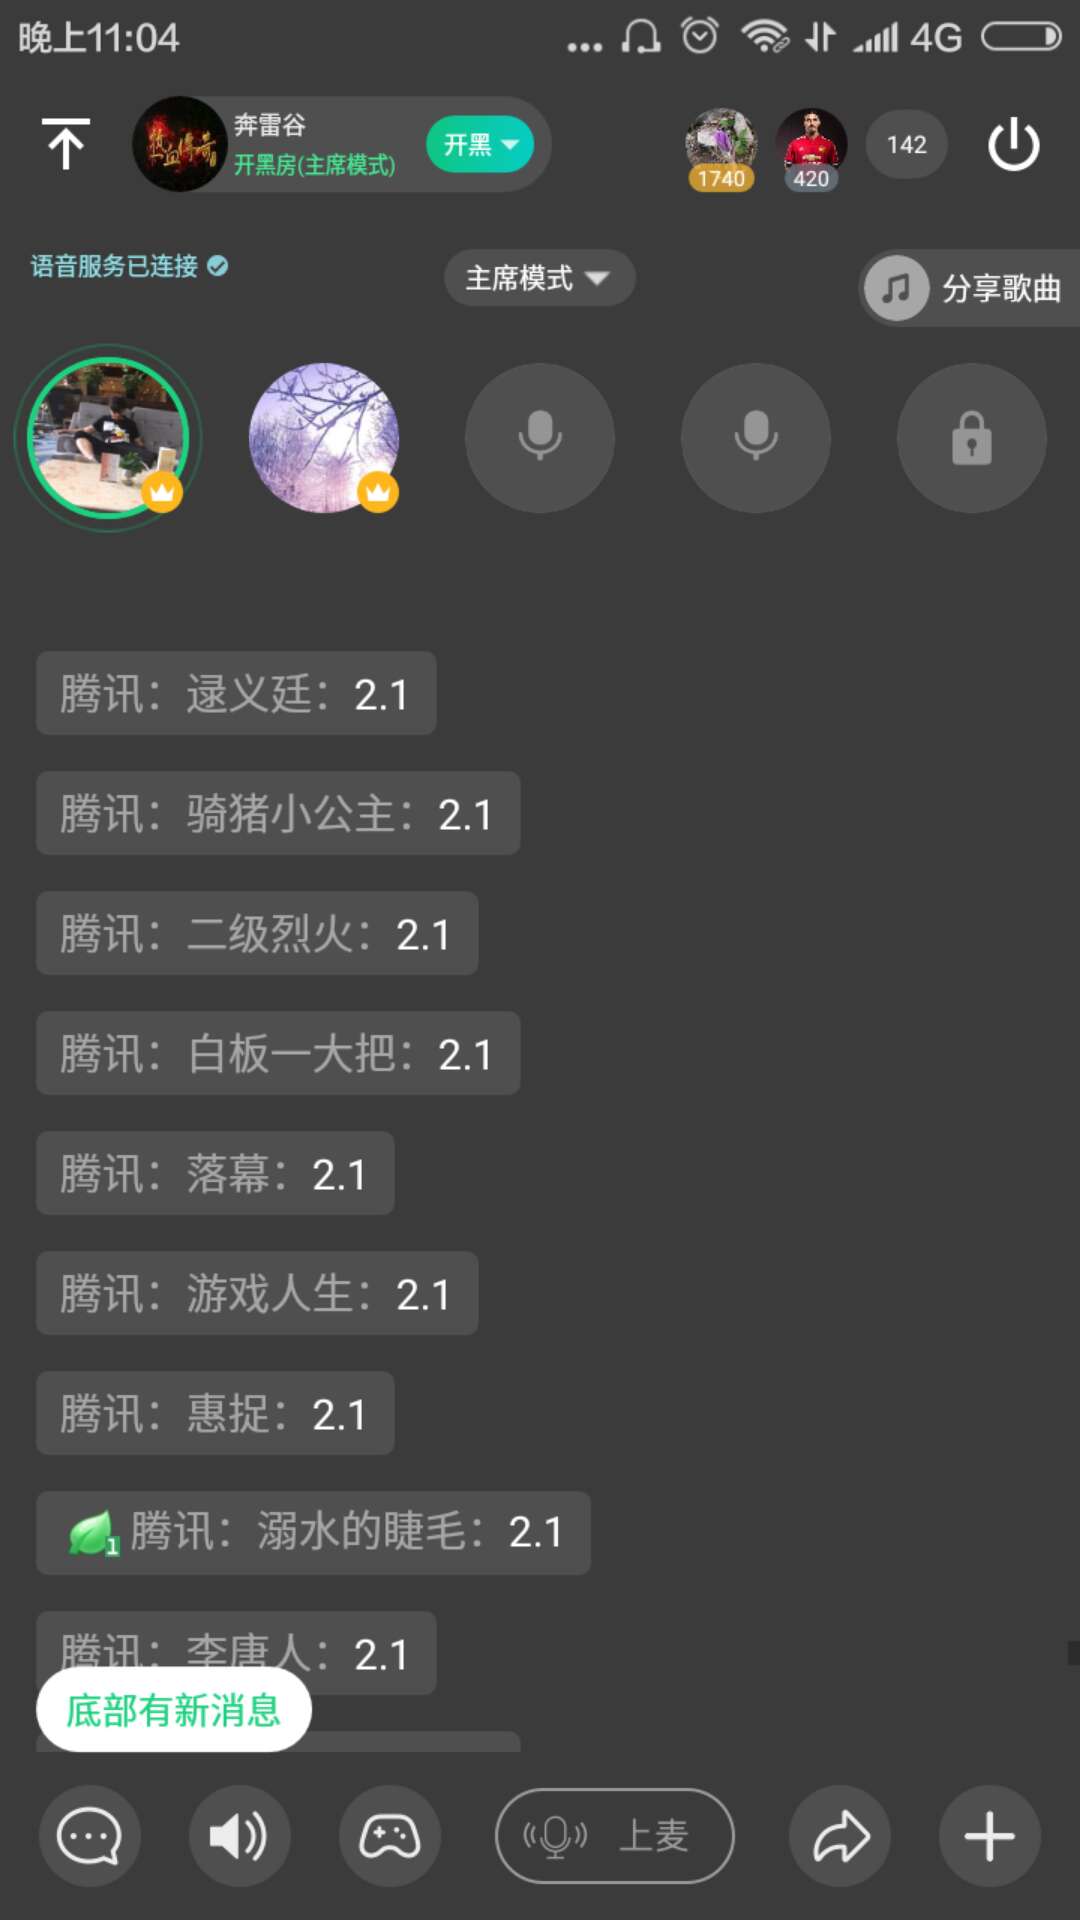 晚上11:04
4G
奔雷谷
开黑房(主席模式)
开黑
1740
420
142
语音服务已连接
主席模式
分享歌曲
热血传奇
腾讯：逯义廷：2.1
腾讯：骑猪小公主：2.1
腾讯：二级烈火：2.1
腾讯：白板一大把：2.1
腾讯：落幕：2.1
腾讯：游戏人生：2.1
腾讯：惠捉：2.1
1 腾讯：溺水的睫毛：2.1
腾讯：李唐人：2.1
底部有新消息
上麦